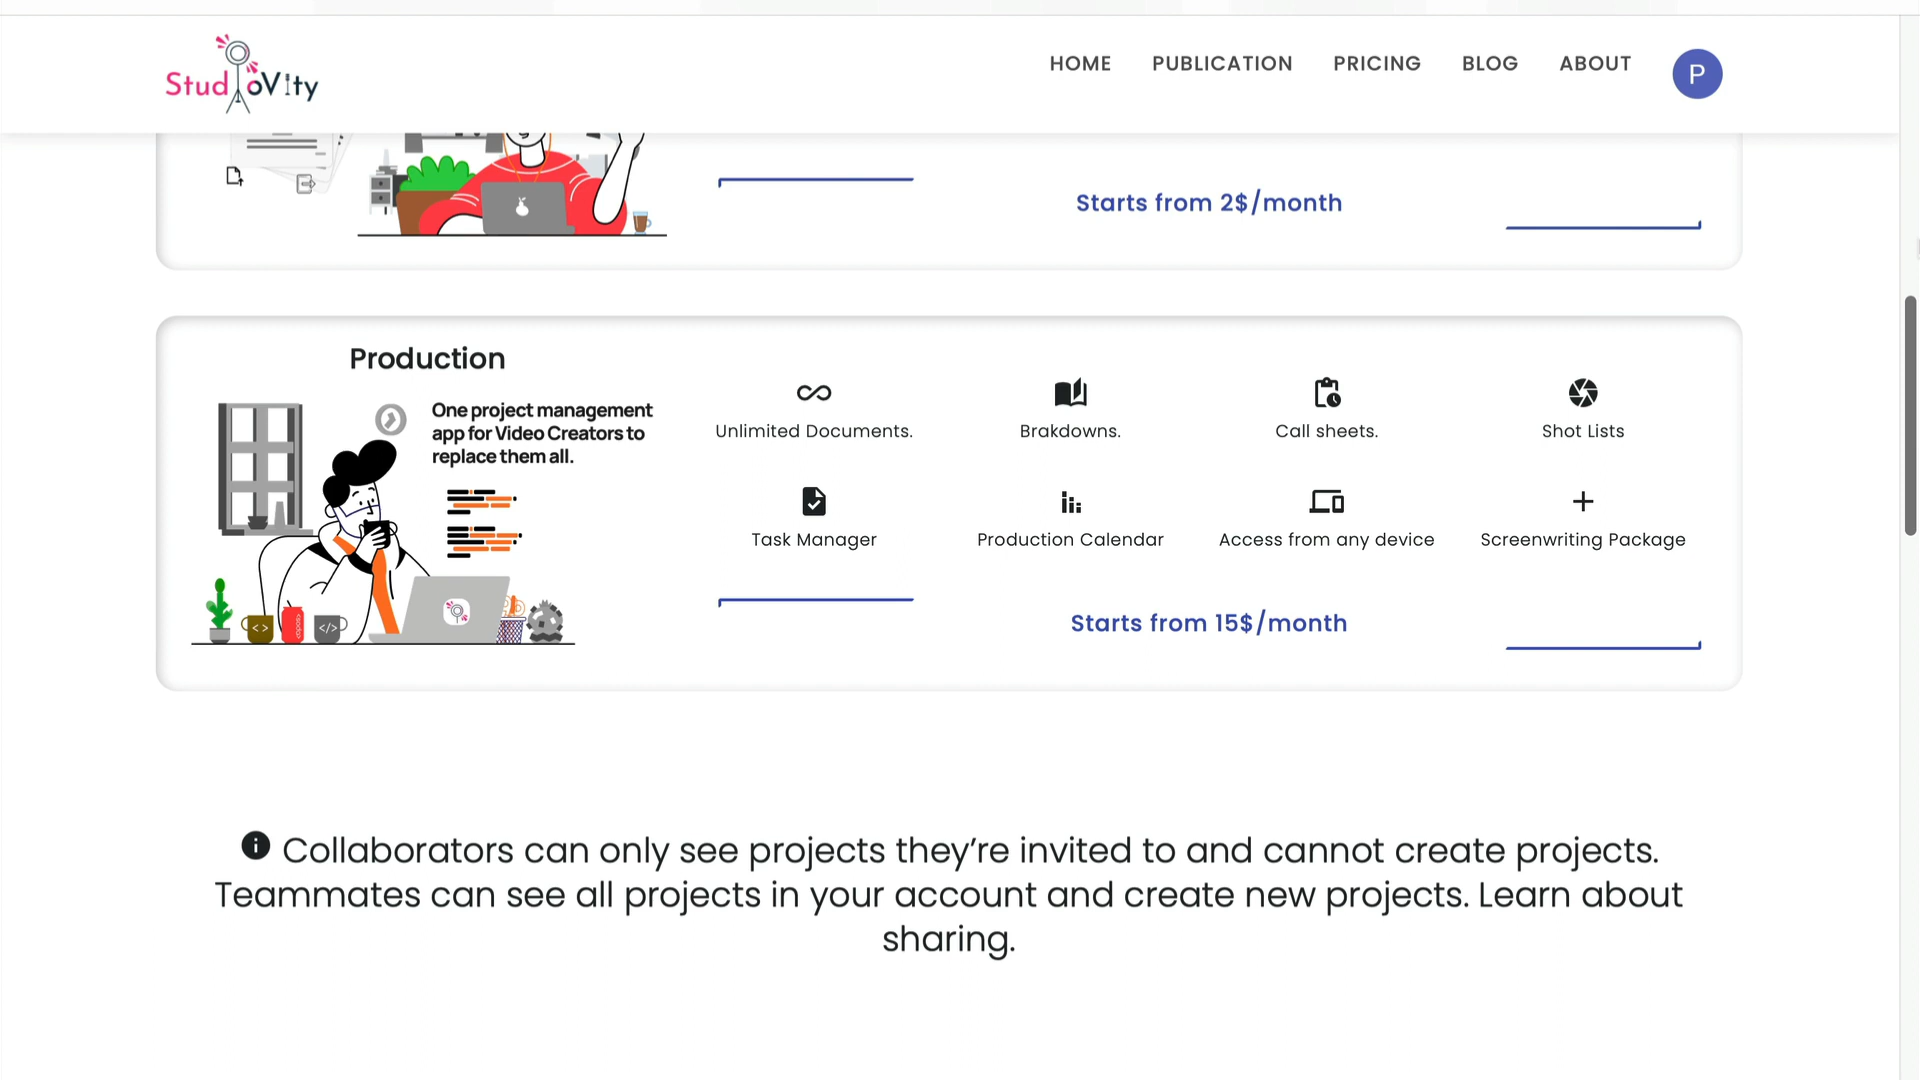 StudioVity
HOME PUBLICATION PRICING BLOG ABOUT P
Starts from 2$/month
Production
One project management
app for Video Creators to
replace them all.
Unlimited Documents. Brakdowns. Call sheets. Shot Lists
Task Manager Production Calendar Access from any device Screenwriting Package
<> </>
Starts from 15$/month
Collaborators can only see projects they’re invited to and cannot create projects.
Teammates can see all projects in your account and create new projects. Learn about
sharing.